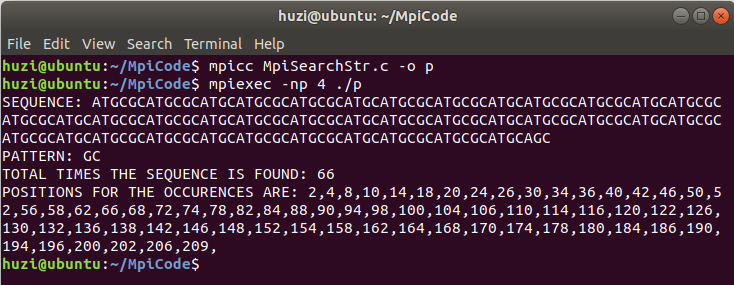 huzi@ubuntu: ~/MpiCode
File Edit View Search Terminal Help
huzi@ubuntu:~/MpiCode$ mpicc MpiSearchStr.c -o p
huzi@ubuntu:~/MpiCode$ mpiexec -np 4 ./p
SEQUENCE: ATGCGCATGCGCATGCATGCGCATGCGCATGCATGCGCATGCGCATGCATGCGCATGCGCATGCATGCGC
ATGCGCATGCATGCGCATGCGCATGCATGCGCATGCGCATGCATGCGCATGCGCATGCATGCGCATGCGCATGCATGCGC
ATGCGCATGCATGCGCATGCGCATGCATGCGCATGCGCATGCATGCGCATGCGCATGCAGC
PATTERN: GC
TOTAL TIMES THE SEQUENCE IS FOUND: 66
POSITIONS FOR THE OCCURENCES ARE: 2,4,8,10,14,18,20,24,26,30,34,36,40,42,46,50,5
2,56,58,62,66,68,72,74,78,82,84,88,90,94,98,100,104,106,110,114,116,120,122,126,
130,132,136,138,142,146,148,152,154,158,162,164,168,170,174,178,180,184,186,190,
194,196,200,202,206,209,
huzi@ubuntu:~/MpiCode$